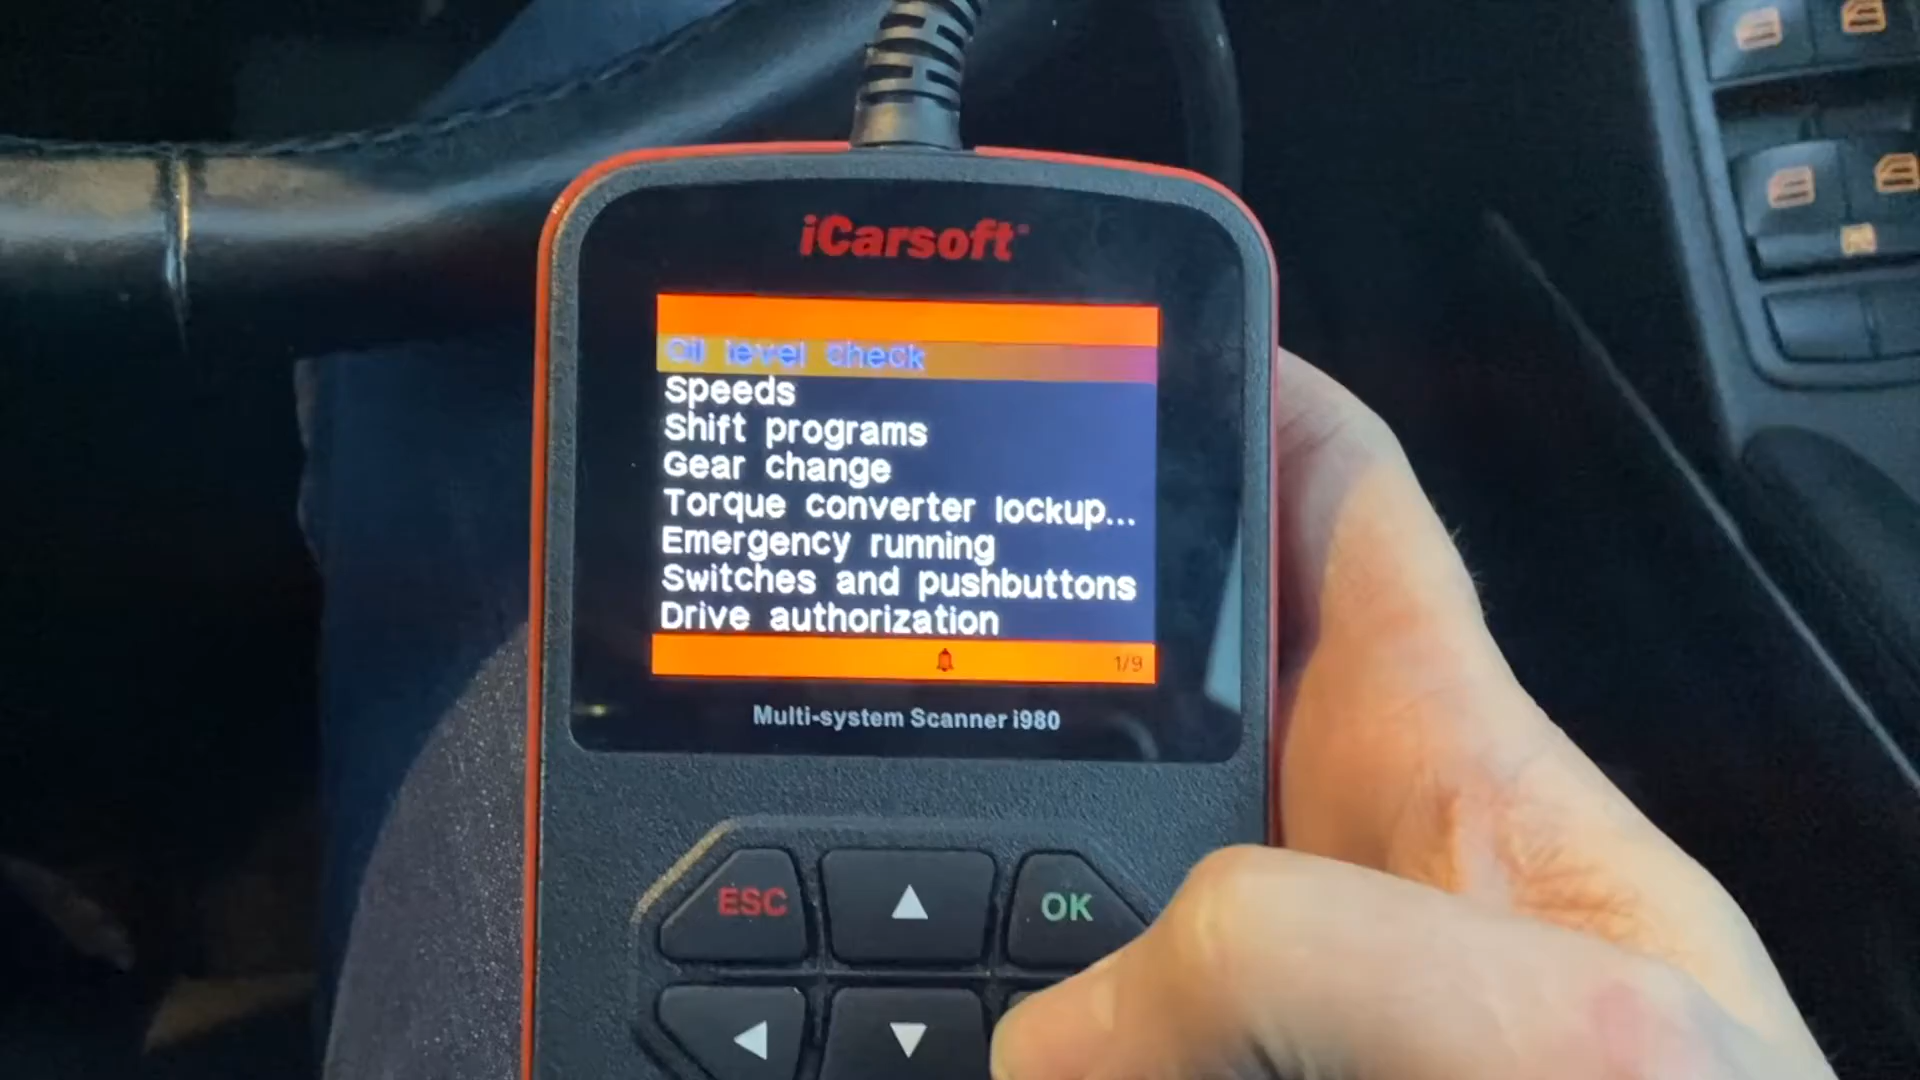 iCarsoft
Oil level check
Speeds
Shift programs
Gear change
Torque converter lockup...
Emergency running
Switches and pushbuttons
Drive authorization
1/9
Multi-system Scanner i980
ESC
OK